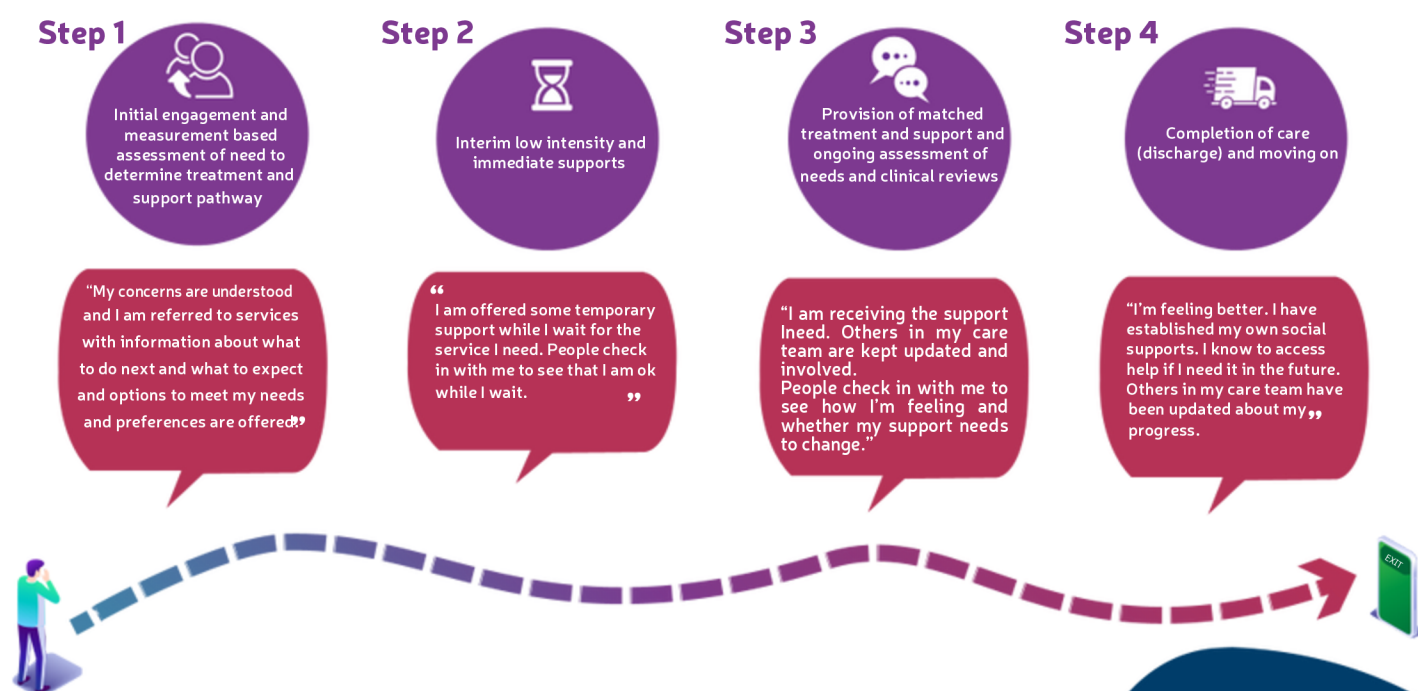 Step 1
Initial engagement and
measurement based
assessment of need to
determine treatment and
support pathway
“My concerns are understood
and I am referred to services
with information about what
to do next and what to expect
and options to meet my needs
and preferences are offered.”
Step 2
Interim low intensity and
immediate supports
“
I am offered some temporary
support while I wait for the
service I need. People check
in with me to see that I am ok
while I wait. ”
Step 3
Provision of matched
treatment and support and
ongoing assessment of
needs and clinical reviews
“I am receiving the support
Ineed. Others in my care
team are kept updated and
involved.
People check in with me to
see how I’m feeling and
whether my support needs
to change.”
Step 4
Completion of care
(discharge) and moving on
“I’m feeling better. I have
established my own social
supports. I know to access
help if I need it in the future.
Others in my care team have
been updated about my ”
progress.
EXIT